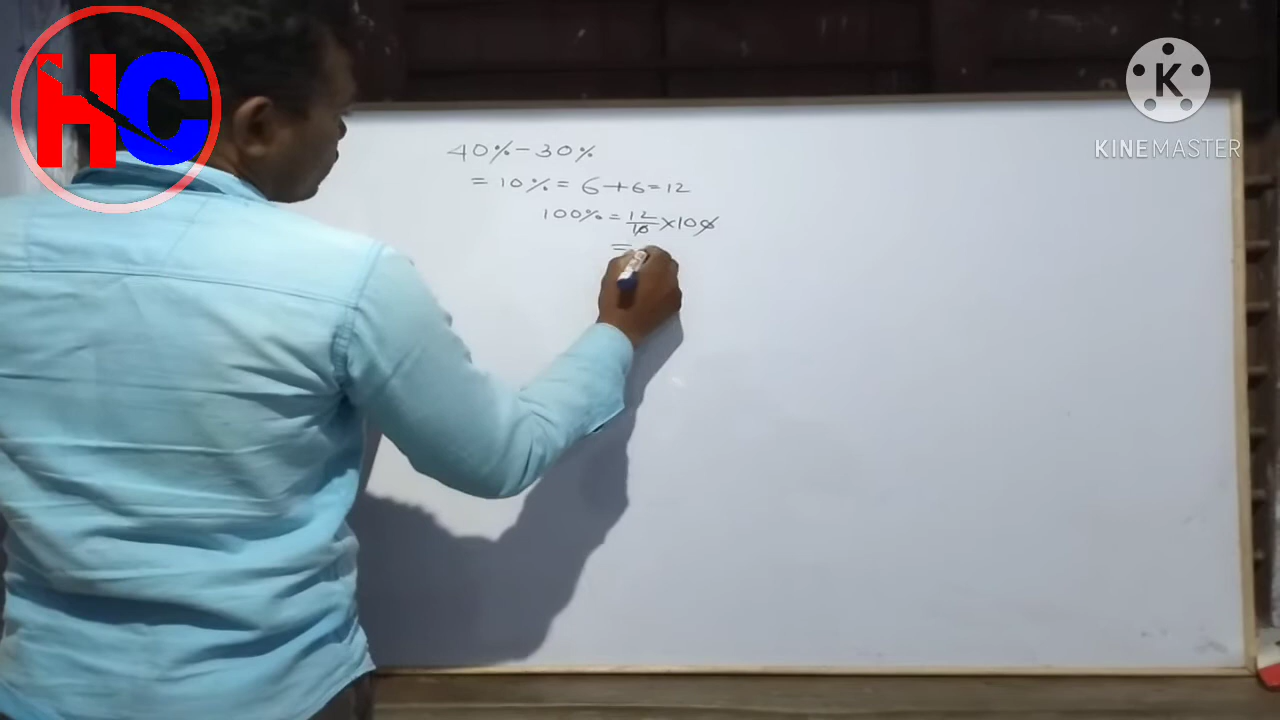 HC
K
KINEMASTER
40%-30%
=10%=6+6=12
100%=12/10×100
=